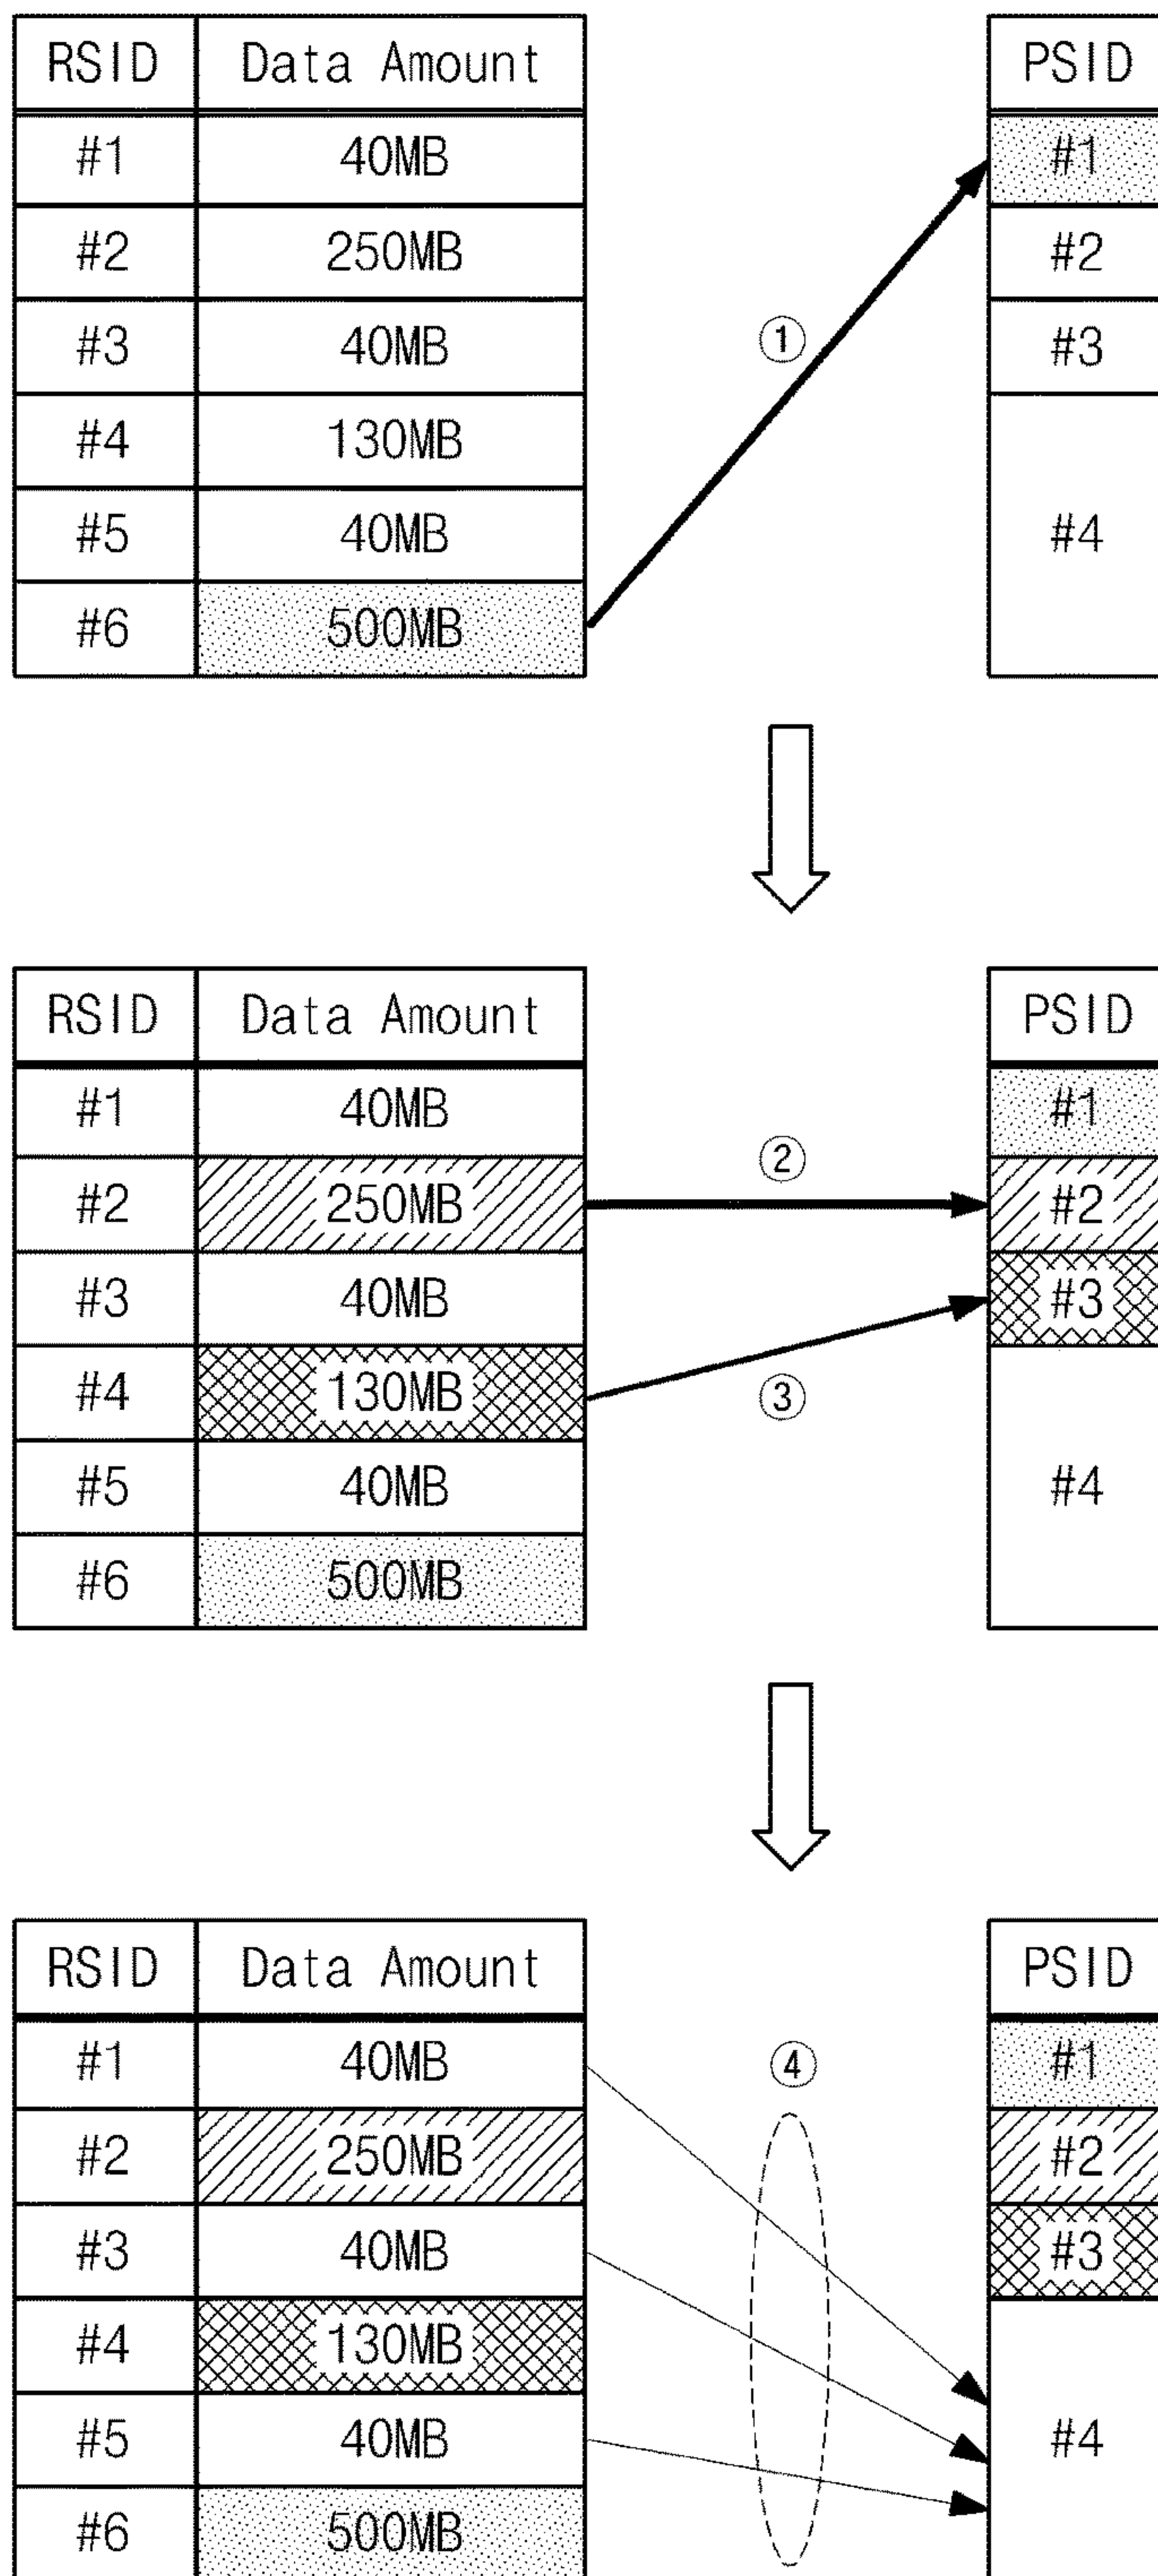 RSID Data Amount PSID
#1 40MB #1
#2 250MB #2
#3 40MB #3
①
#4 130MB
#5 40MB #4
#6 500MB
RSID Data Amount PSID
#1 40MB #1
②
#2 250MB #2
#3 40MB #3
#4 130MB ③
#5 40MB #4
#6 500MB
RSID Data Amount PSID
#1 40MB ④ #1
#2 250MB #2
#3 40MB #3
#4 130MB
#5 40MB #4
#6 500MB